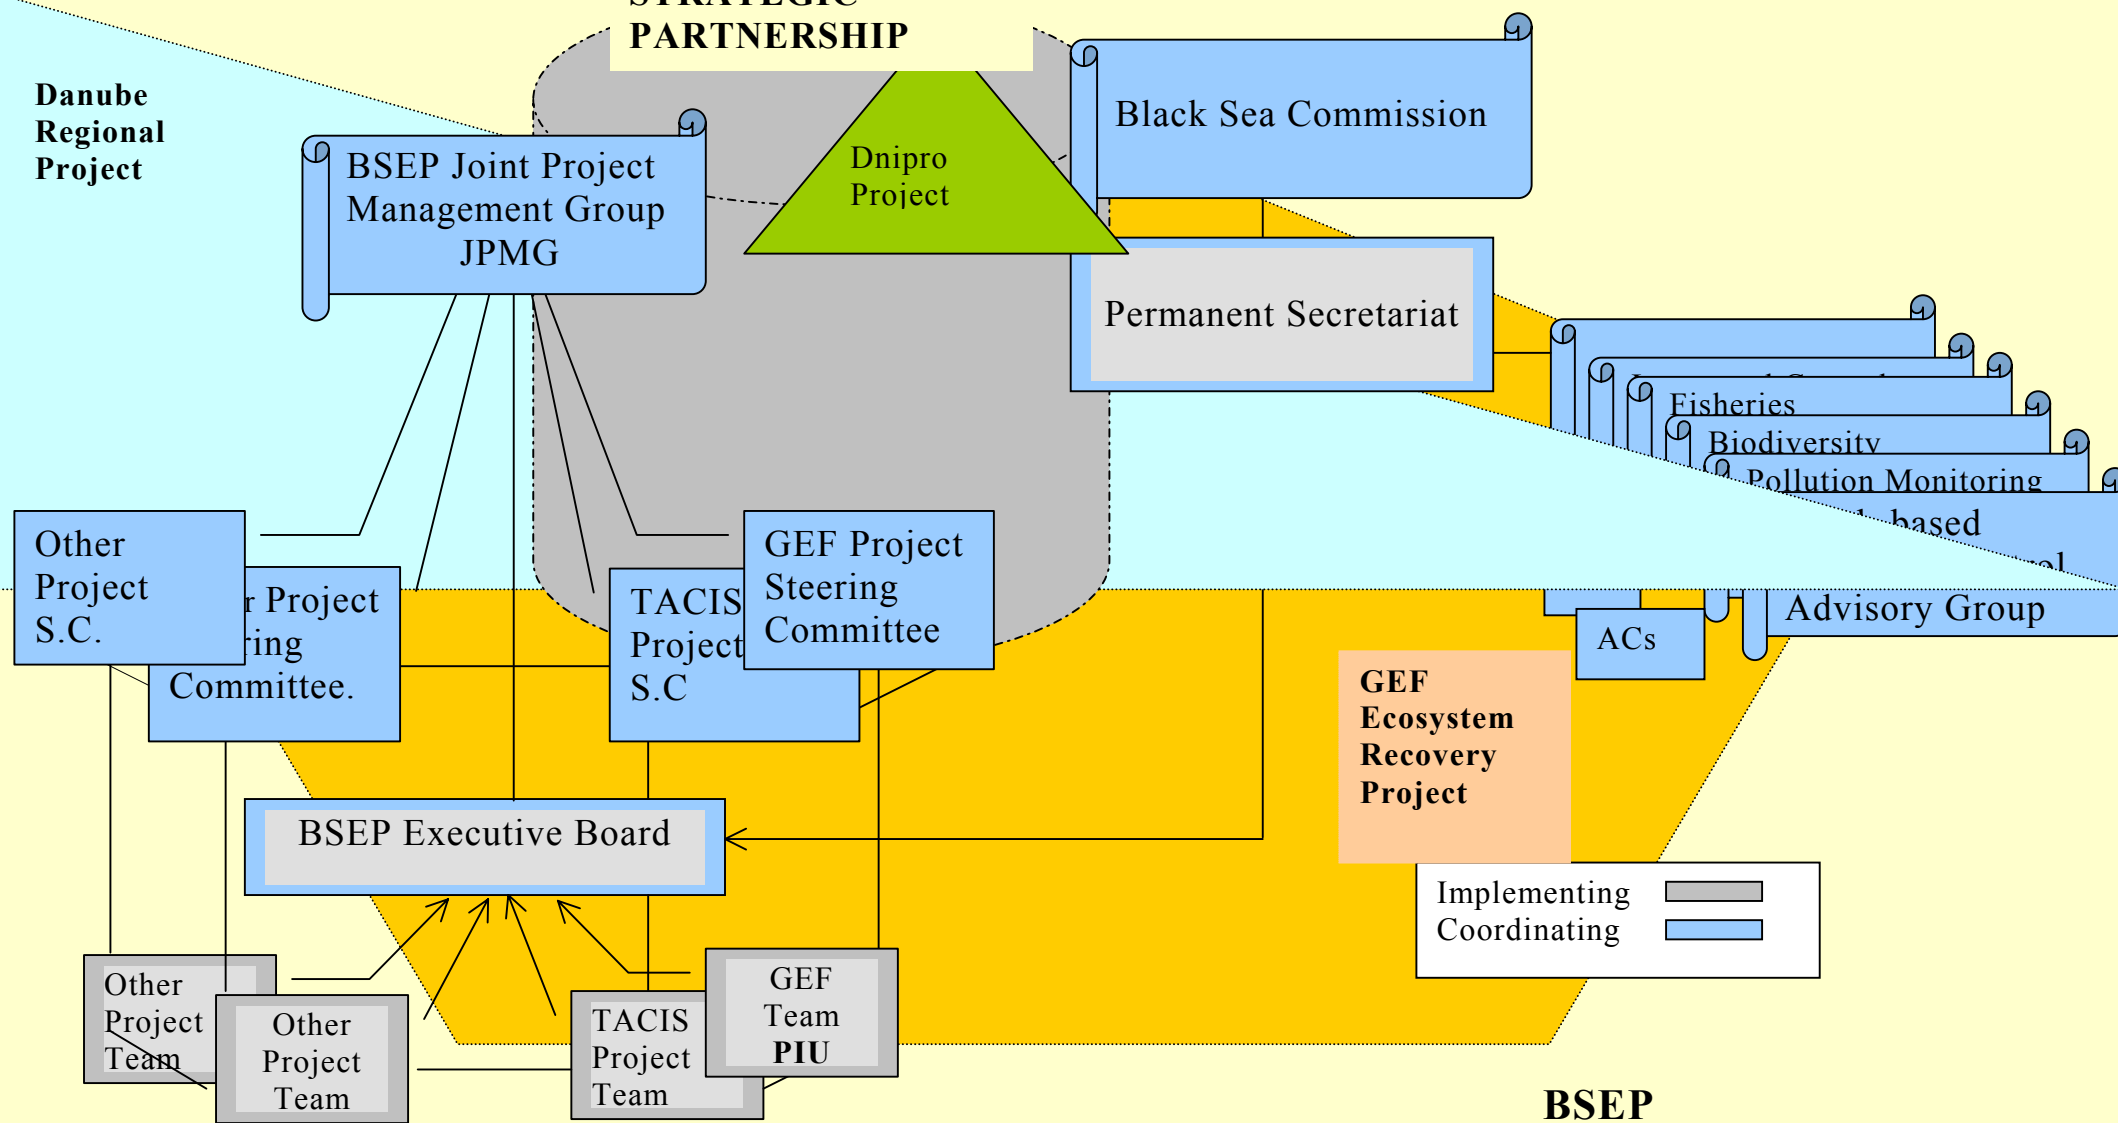 STRATEGIC
PARTNERSHIP
Danube
Regional
Project
BSEP Joint Project
Management Group
JPMG
Dnipro
Project
Black Sea Commission
Permanent Secretariat
Fisheries
Biodiversity
Pollution Monitoring
based
Advisory Group
ACs
Other
Project
S.C.
Project
Committee.
TACIS
Project
S.C
GEF Project
Steering
Committee
GEF
Ecosystem
Recovery
Project
BSEP Executive Board
Implementing
Coordinating
Other
Project
Team
Other
Project
Team
TACIS
Project
Team
GEF
Team
PIU
BSEP